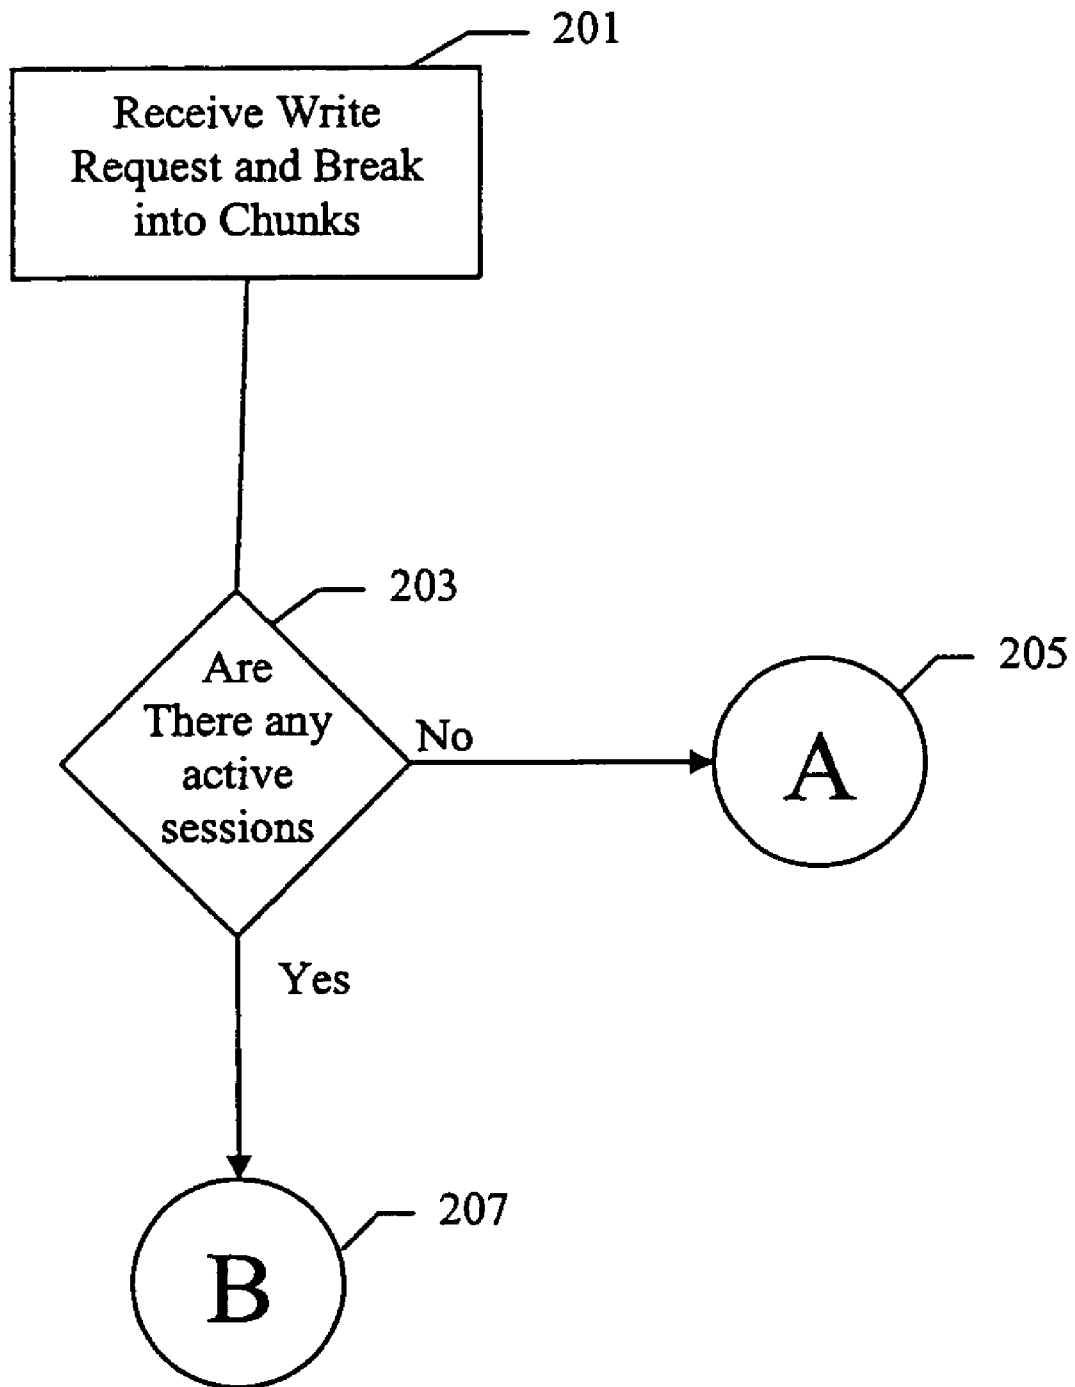 201
Receive Write
Request and Break
into Chunks
203
Are
There any
active
sessions
No
205
A
Yes
207
B